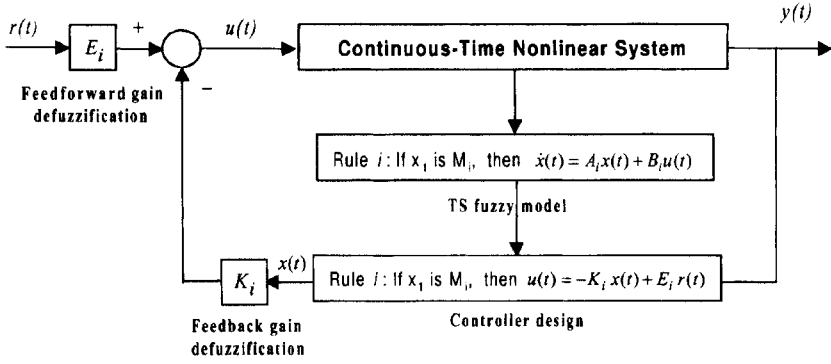 r(t)
E_i
+
−
u(t)
Continuous-Time Nonlinear System
y(t)
Feedforward gain
defuzzification
Rule i : If x_1 is M_i, then ẋ(t) = A_i x(t) + B_i u(t)
TS fuzzy model
K_i
x(t)
Rule i : If x_1 is M_i, then u(t) = −K_i x(t) + E_i r(t)
Feedback gain
defuzzification
Controller design